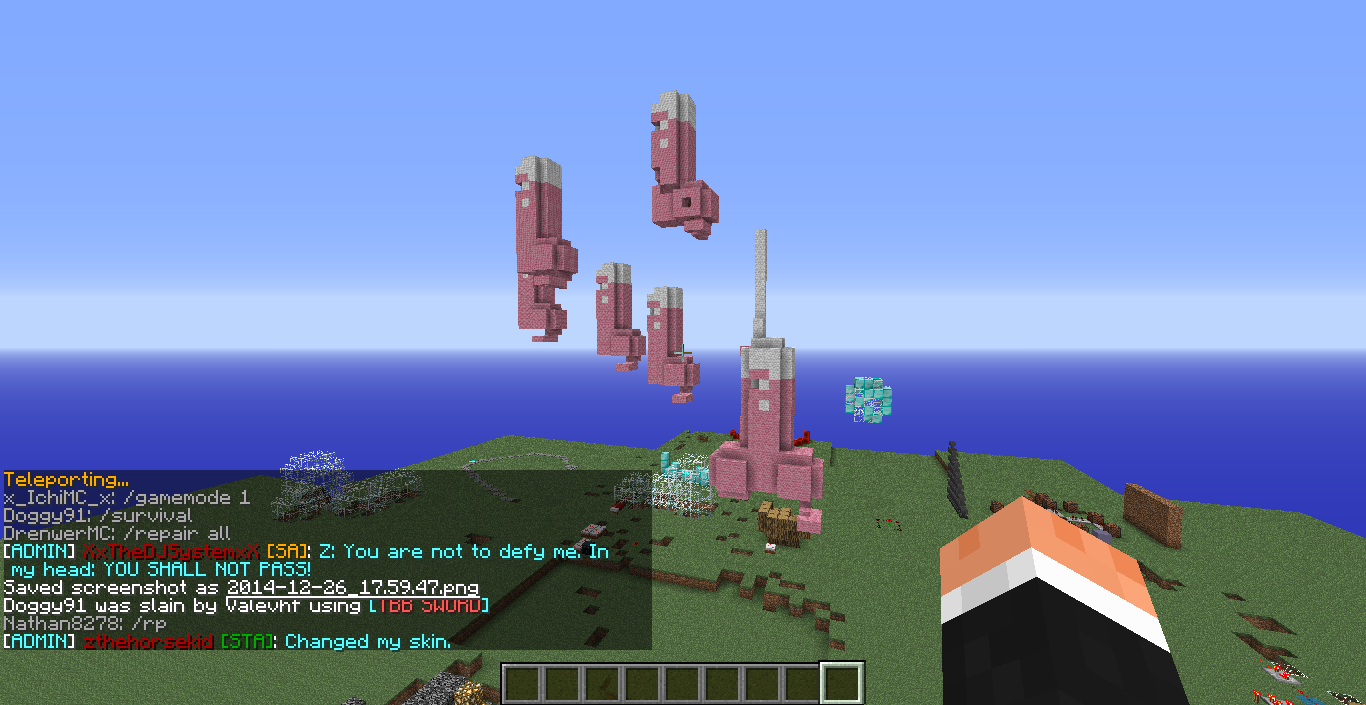 Teleporting...
x_IchiMC_x: /gamemode 1
Doggy91: /survival
DrenuerMC: /repair all
[ADMIN] XxTheDJSystemxX [SA]: Z: You are not to defy me. In
my head: YOU SHALL NOT PASS!
Saved screenshot as 2014-12-26_17.59.47.png
Doggy91 was slain by Valevht using [TBB SWORD]
Nathan8278: /rp
[ADMIN] zthehorsekid [STA]: Changed my skin.